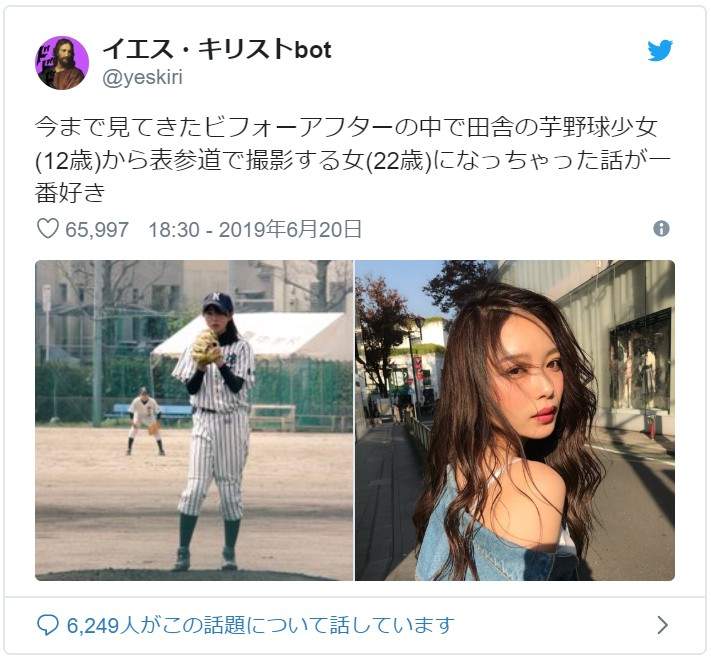 イエス・キリストbot
@yeskiri
今まで見てきたビフォーアフターの中で田舎の芋野球少女
(12歳)から表参道で撮影する女(22歳)になっちゃった話が一
番好き
65,997 18:30 - 2019年6月20日
6,249人がこの話題について話しています